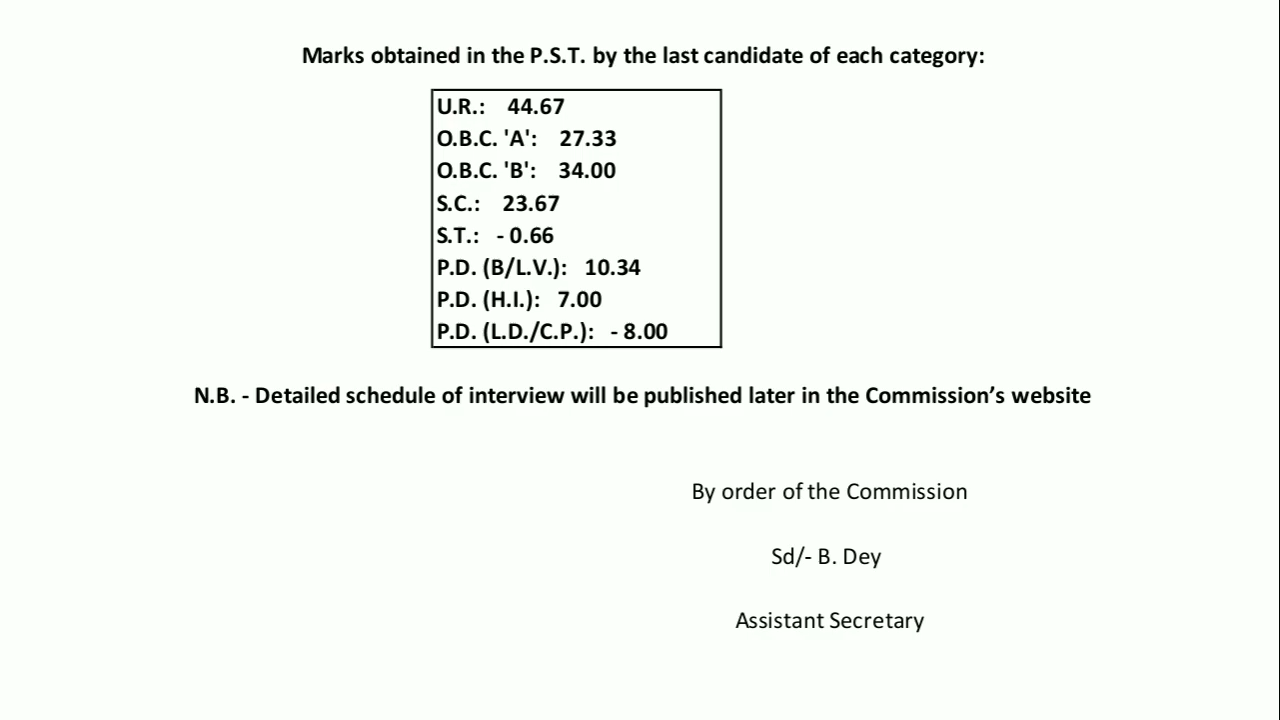 Marks obtained in the P.S.T. by the last candidate of each category:
U.R.: 44.67
O.B.C. 'A': 27.33
O.B.C. 'B': 34.00
S.C.: 23.67
S.T.: - 0.66
P.D. (B/L.V.): 10.34
P.D. (H.I.): 7.00
P.D. (L.D./C.P.): - 8.00
N.B. - Detailed schedule of interview will be published later in the Commission’s website
By order of the Commission
Sd/- B. Dey
Assistant Secretary